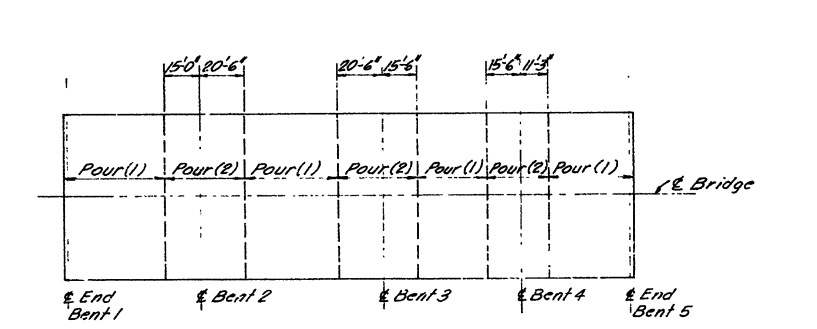 15'-0" 20'-6" 20'-6" 15'-6" 15'-6" 11'-3"
Pour(1) Pour(2) Pour(1) Pour(2) Pour(1) Pour(2) Pour(1)
℄ Bridge
℄ End Bent 1
℄ Bent 2
℄ Bent 3
℄ Bent 4
℄ End Bent 5